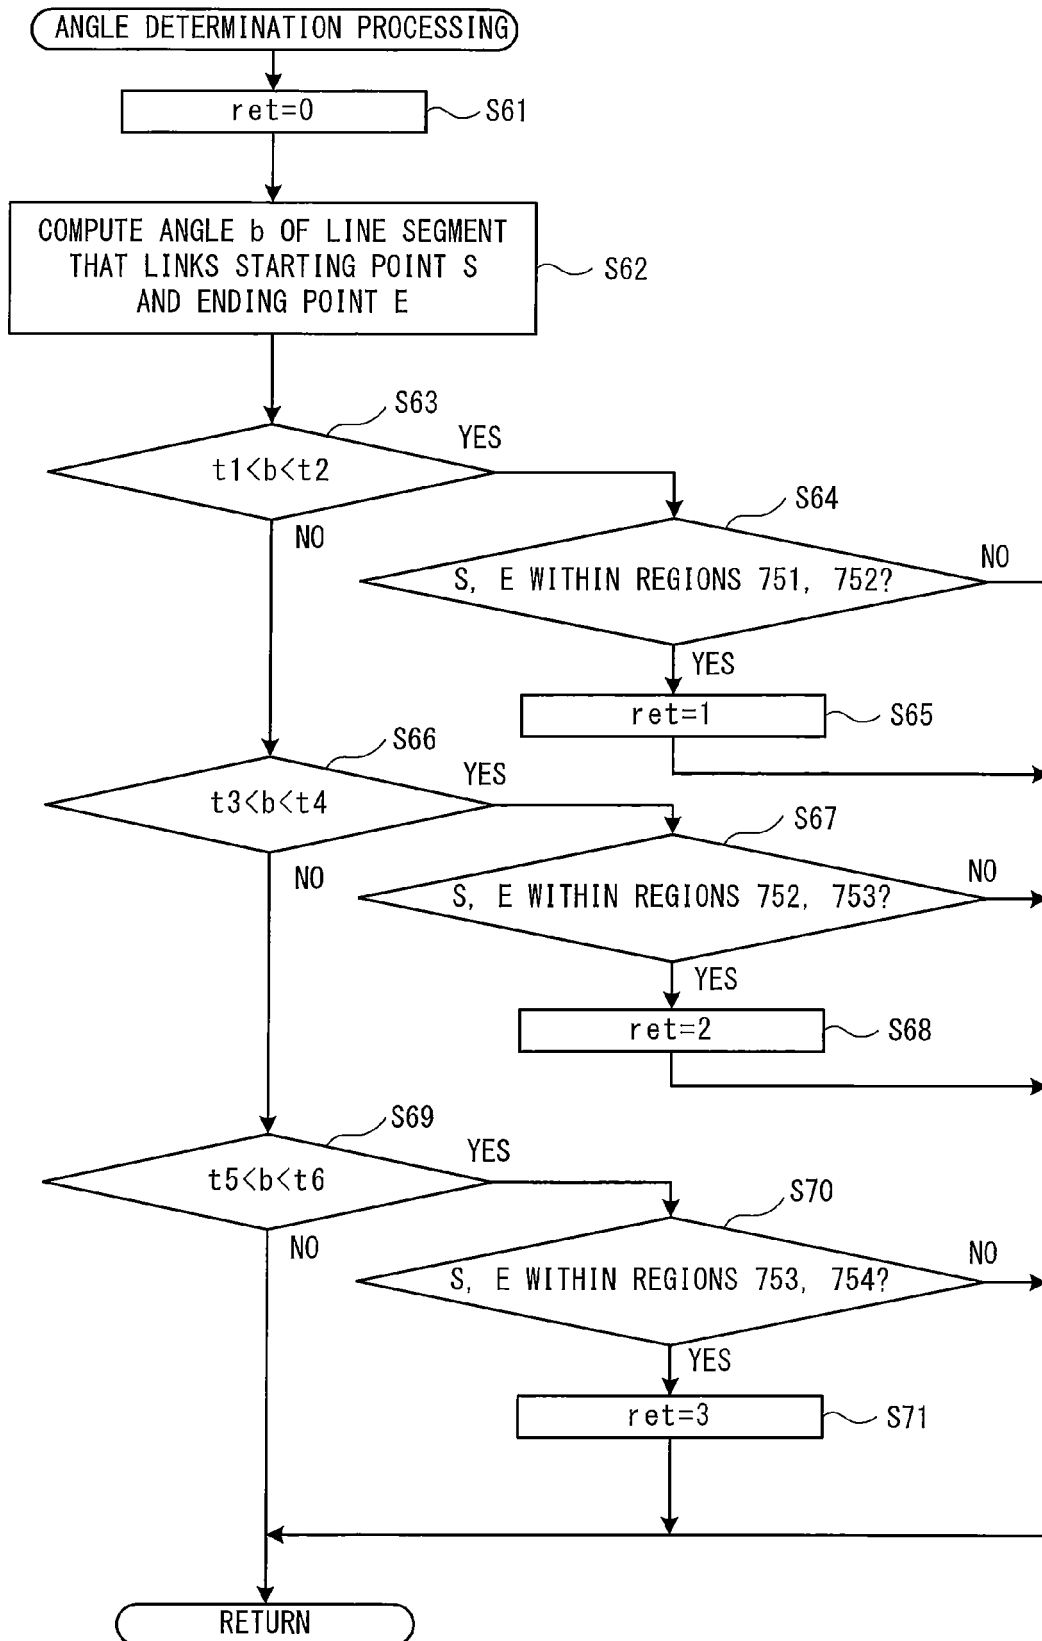 ANGLE DETERMINATION PROCESSING
ret=0
S61
COMPUTE ANGLE b OF LINE SEGMENT
THAT LINKS STARTING POINT S
AND ENDING POINT E
S62
S63
t1<b<t2
YES
NO
S64
S, E WITHIN REGIONS 751, 752?
NO
YES
ret=1
S65
S66
t3<b<t4
YES
NO
S67
S, E WITHIN REGIONS 752, 753?
NO
YES
ret=2
S68
S69
t5<b<t6
YES
NO
S70
S, E WITHIN REGIONS 753, 754?
NO
YES
ret=3
S71
RETURN